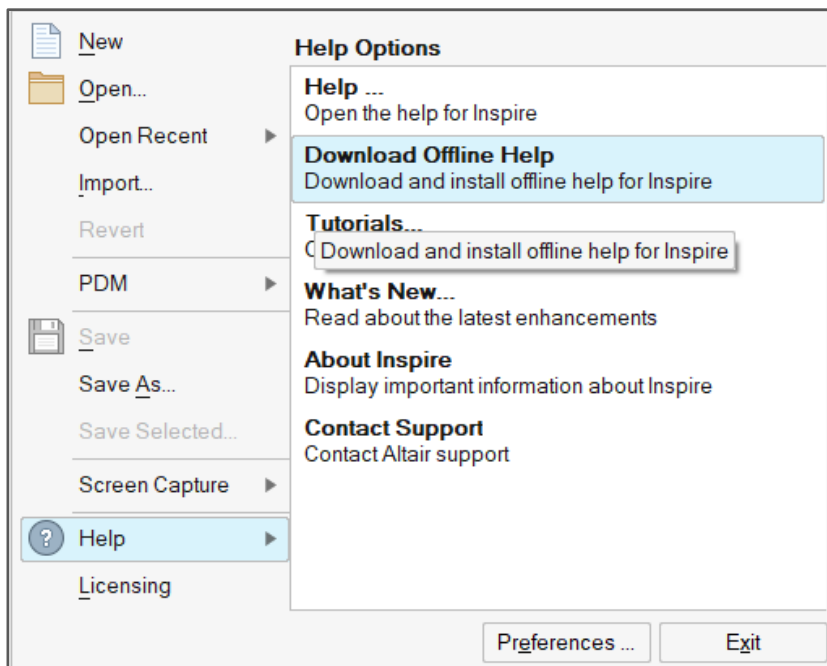 New
Open...
Open Recent
Import...
Revert
PDM
Save
Save As...
Save Selected...
Screen Capture
Help
Licensing
Help Options
Help ...
Open the help for Inspire
Download Offline Help
Download and install offline help for Inspire
Tutorials...
Download and install offline help for Inspire
What's New...
Read about the latest enhancements
About Inspire
Display important information about Inspire
Contact Support
Contact Altair support
Preferences ...
Exit